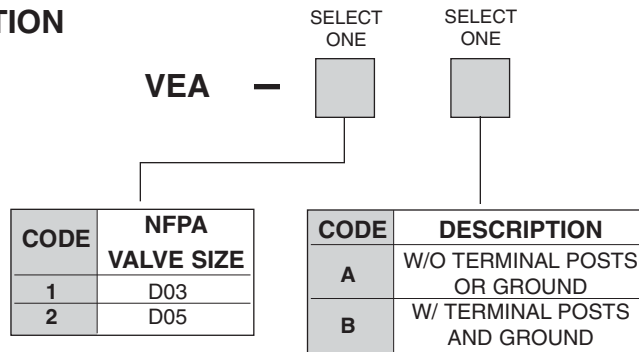 TION
SELECT
ONE
SELECT
ONE
VEA –
CODE NFPA
VALVE SIZE
1 D03
2 D05
CODE DESCRIPTION
A W/O TERMINAL POSTS
OR GROUND
B W/ TERMINAL POSTS
AND GROUND